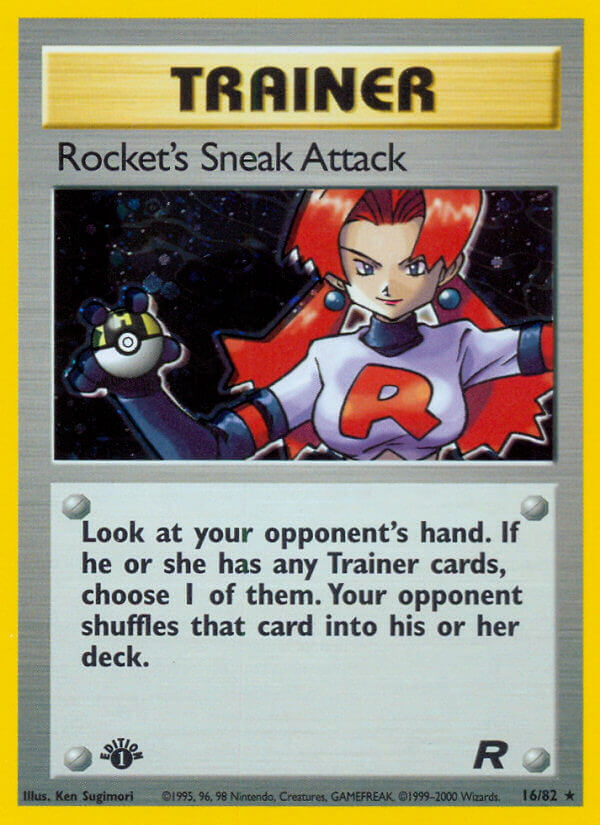 TRAINER
Rocket's Sneak Attack
R
Look at your opponent's hand. If
he or she has any Trainer cards,
choose 1 of them. Your opponent
shuffles that card into his or her
deck.
EDITION
1
R
Illus. Ken Sugimori ©1995, 96, 98 Nintendo, Creatures, GAMEFREAK. ©1999-2000 Wizards. 16/82 ★